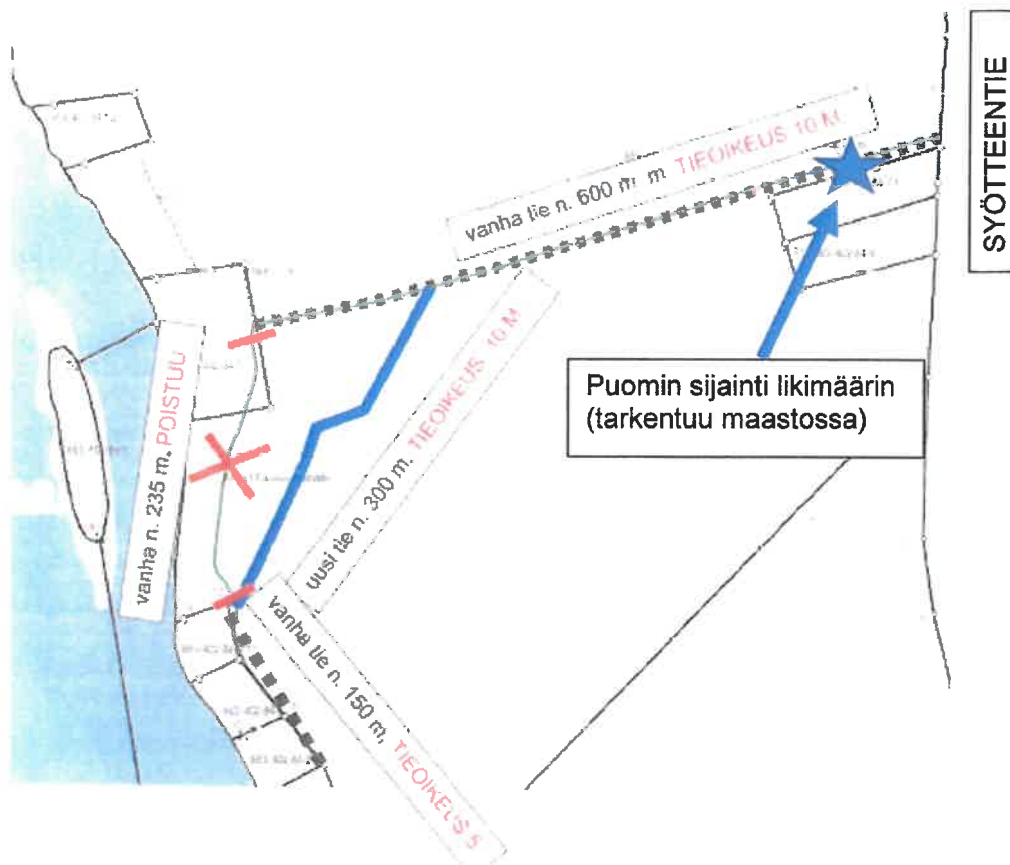 SYÖTTEENTIE
vanha tie n. 600 m. m. TIEOIKEUS 10 M.
Puomin sijainti likimäärin
(tarkentuu maastossa)
vanha n. 235 m. POISTUU
uusi tie n. 300 m. TIEOIKEUS 10 M
vanha tie n. 150 m, TIEOIKEUS 5